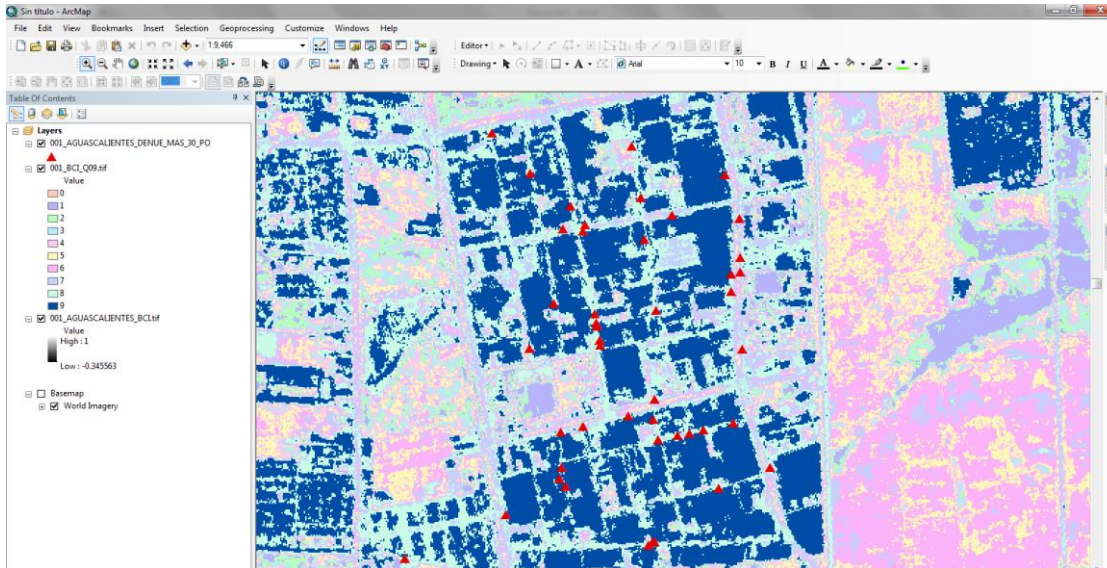 Sin título - ArcMap
File Edit View Bookmarks Insert Selection Geoprocessing Customize Windows Help
1:9,466 Editor
Drawing Arial 10 B I U A
Table Of Contents
Layers
001_AGUASCALIENTES_DENUE_MAS_30_PO
001_BCI_Q09.tif
Value
0
1
2
3
4
5
6
7
8
9
001_AGUASCALIENTES_BCI.tif
Value
High : 1
Low : -0.345563
Basemap
World Imagery